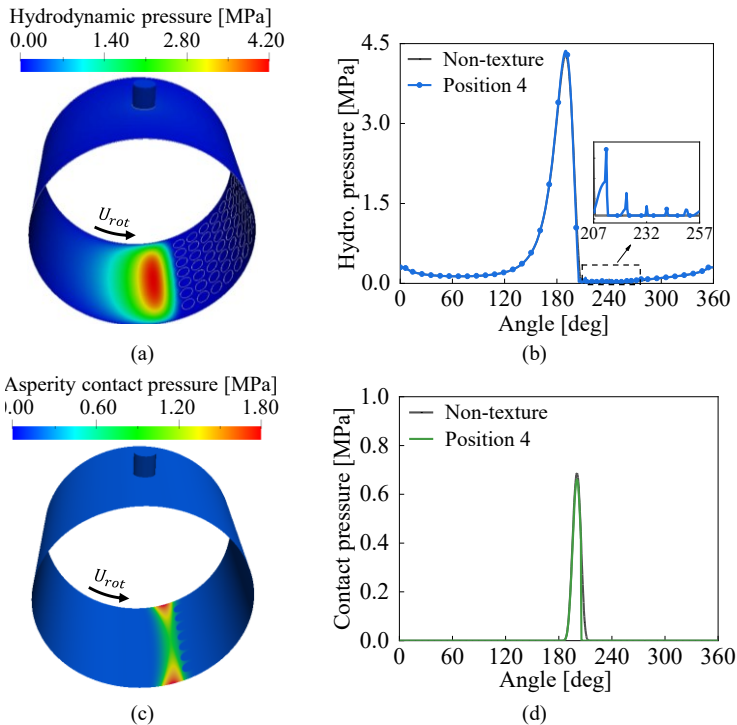 Hydrodynamic pressure [MPa]
0.00 1.40 2.80 4.20
U_rot
(a)
4.5
3.0
1.5
0.0
Hydro. pressure [MPa]
Non-texture
Position 4
207 232 257
0 60 120 180 240 300 360
Angle [deg]
(b)
Asperity contact pressure [MPa]
0.00 0.60 1.20 1.80
U_rot
(c)
1.0
0.8
0.6
0.4
0.2
0.0
Contact pressure [MPa]
Non-texture
Position 4
0 60 120 180 240 300 360
Angle [deg]
(d)